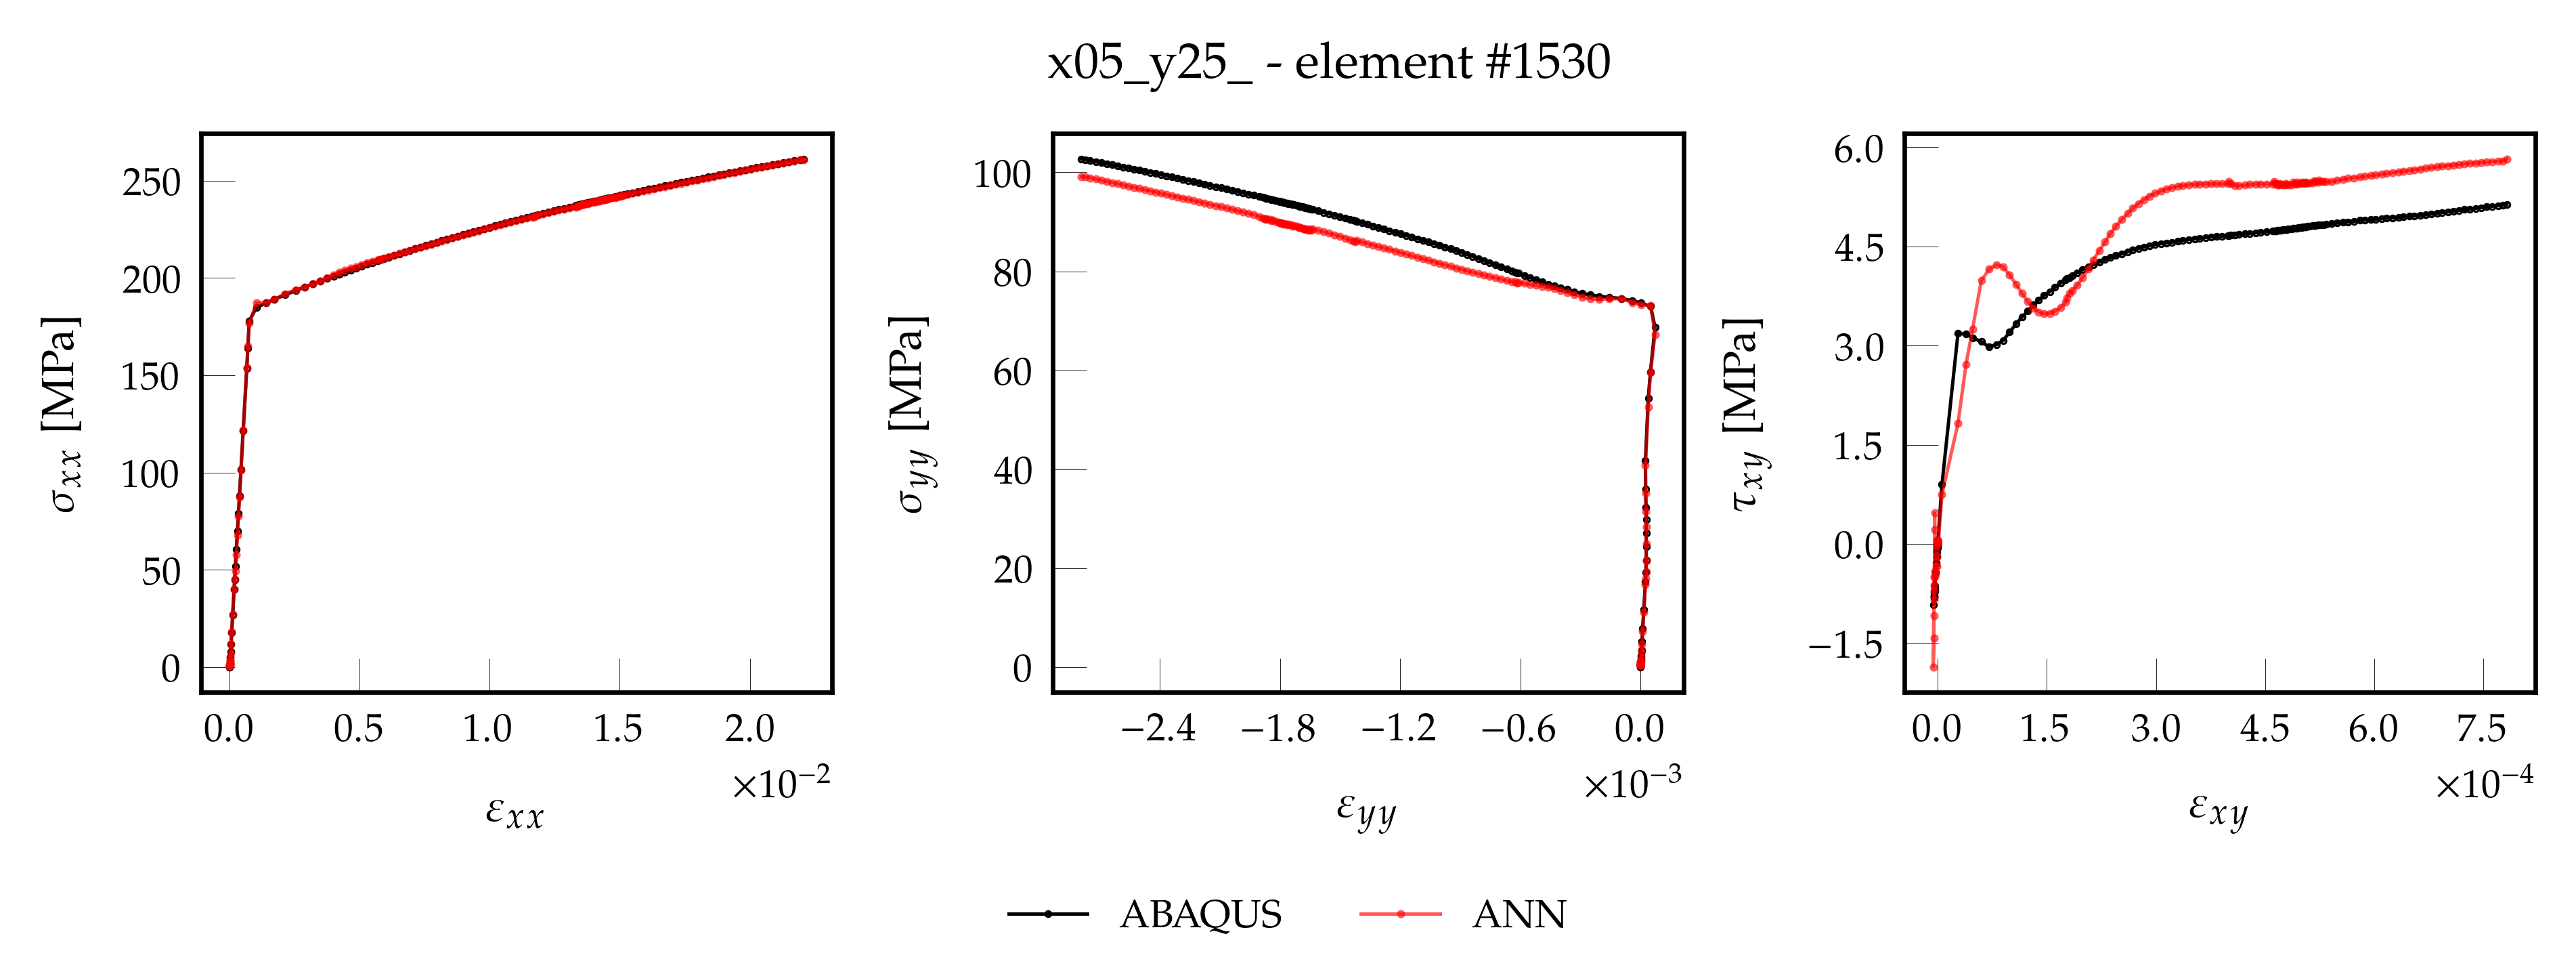 x05_y25_ - element #1530
σxx [MPa]
250
200
150
100
50
0
0.0 0.5 1.0 1.5 2.0
×10−2
εxx
σyy [MPa]
100
80
60
40
20
0
−2.4 −1.8 −1.2 −0.6 0.0
×10−3
εyy
τxy [MPa]
6.0
4.5
3.0
1.5
0.0
−1.5
0.0 1.5 3.0 4.5 6.0 7.5
×10−4
εxy
ABAQUS ANN